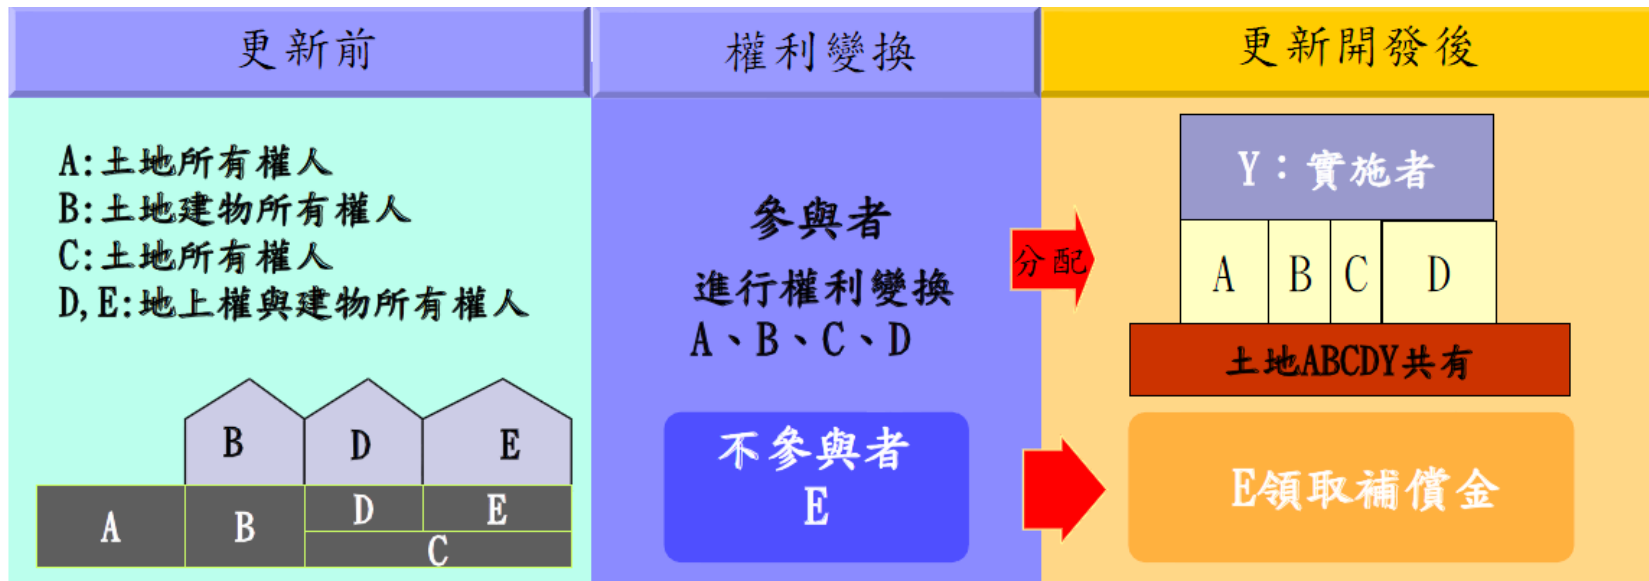 更新前
A:土地所有權人
B:土地建物所有權人
C:土地所有權人
D,E:地上權與建物所有權人
B
D
E
A
B
D
E
C
權利變換
參與者
進行權利變換
A、B、C、D
不參與者
E
分配
更新開發後
Y：實施者
A
B
C
D
土地ABCDY共有
E領取補償金